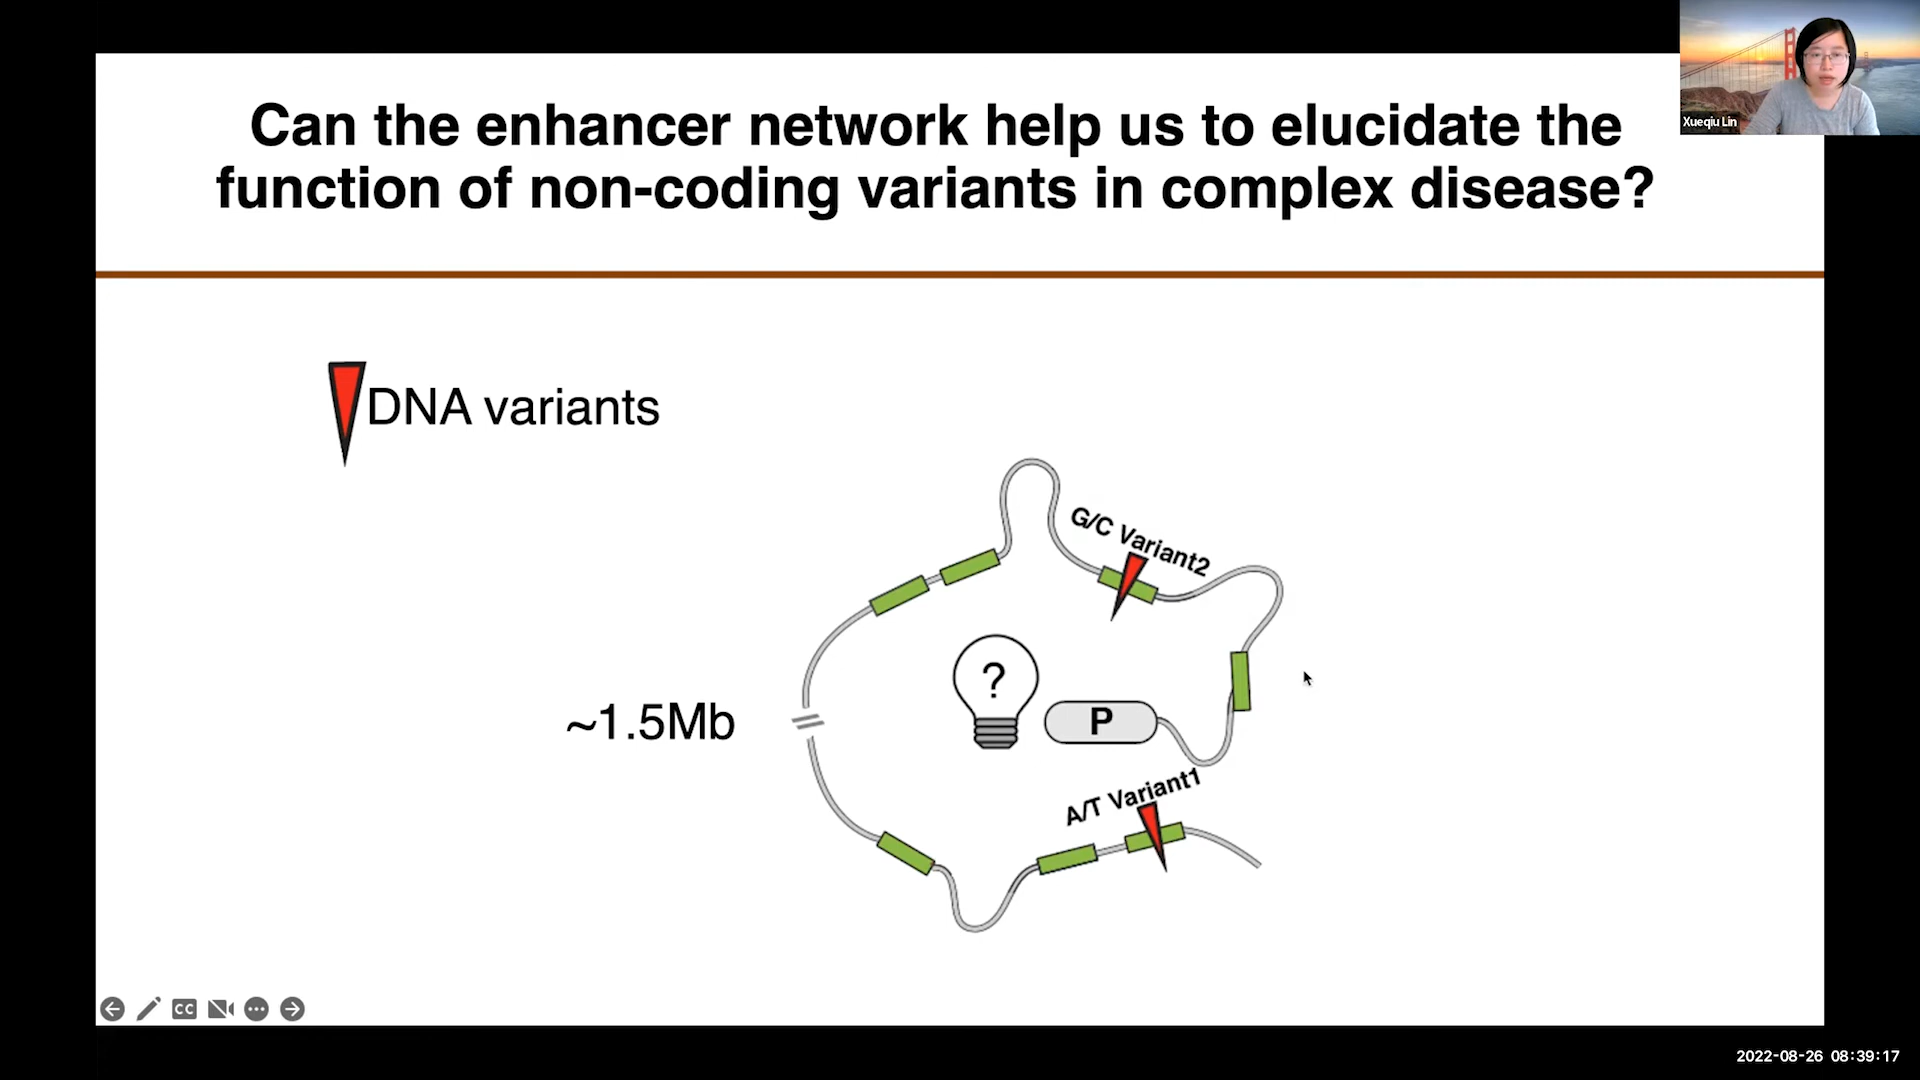 Can the enhancer network help us to elucidate the
function of non-coding variants in complex disease?
Xueqiu Lin
DNA variants
G/C Variant2
?
P
~1.5Mb
A/T Variant1
CC
2022-08-26 08:39:17